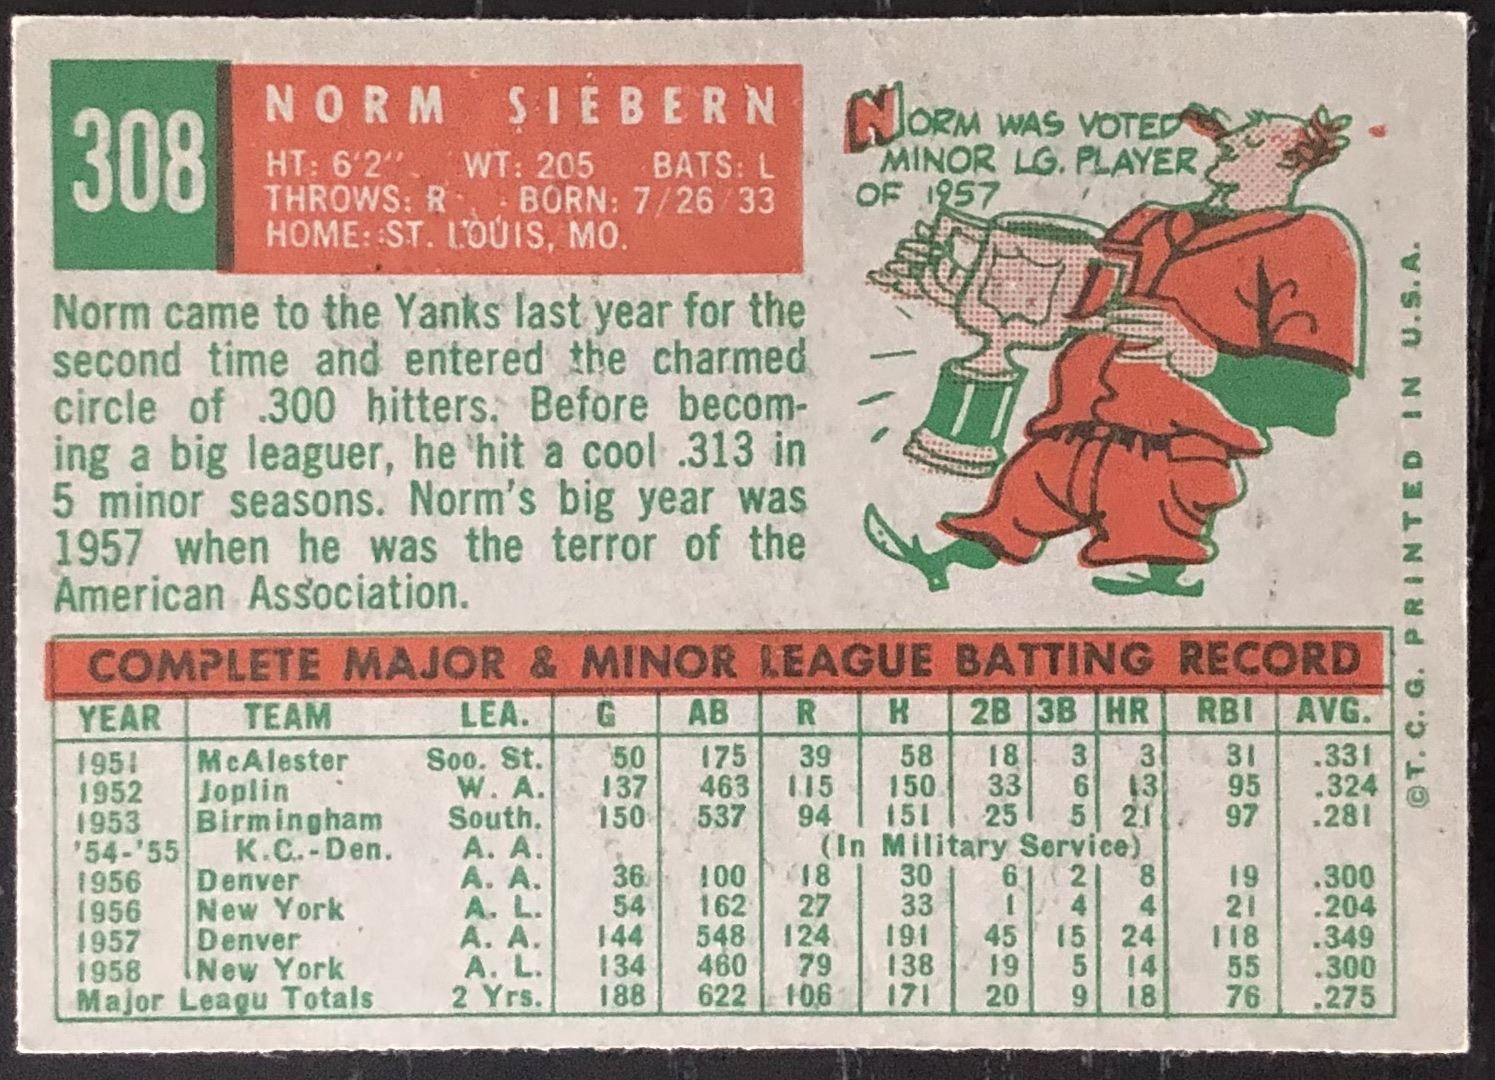 308
NORM SIEBERN
HT: 6'2" WT: 205 BATS: L
THROWS: R BORN: 7/26/33
HOME: ST. LOUIS, MO.
NORM WAS VOTED
MINOR LG. PLAYER
OF 1957
Norm came to the Yanks last year for the
second time and entered the charmed
circle of .300 hitters. Before becom-
ing a big leaguer, he hit a cool .313 in
5 minor seasons. Norm's big year was
1957 when he was the terror of the
American Association.
COMPLETE MAJOR & MINOR LEAGUE BATTING RECORD
YEAR TEAM LEA. G AB R H 2B 3B HR RBI AVG.
1951 McAlester Soo. St. 50 175 39 58 18 3 3 31 .331
1952 Joplin W. A. 137 463 115 150 33 6 13 95 .324
1953 Birmingham South. 150 537 94 151 25 5 21 97 .281
'54-'55 K.C.-Den. A. A. (In Military Service)
1956 Denver A. A. 36 100 18 30 6 2 8 19 .300
1956 New York A. L. 54 162 27 33 1 4 4 21 .204
1957 Denver A. A. 144 548 124 191 45 15 24 118 .349
1958 New York A. L. 134 460 79 138 19 5 14 55 .300
Major Leagu Totals 2 Yrs. 188 622 106 171 20 9 18 76 .275
©T.C.G. PRINTED IN U.S.A.